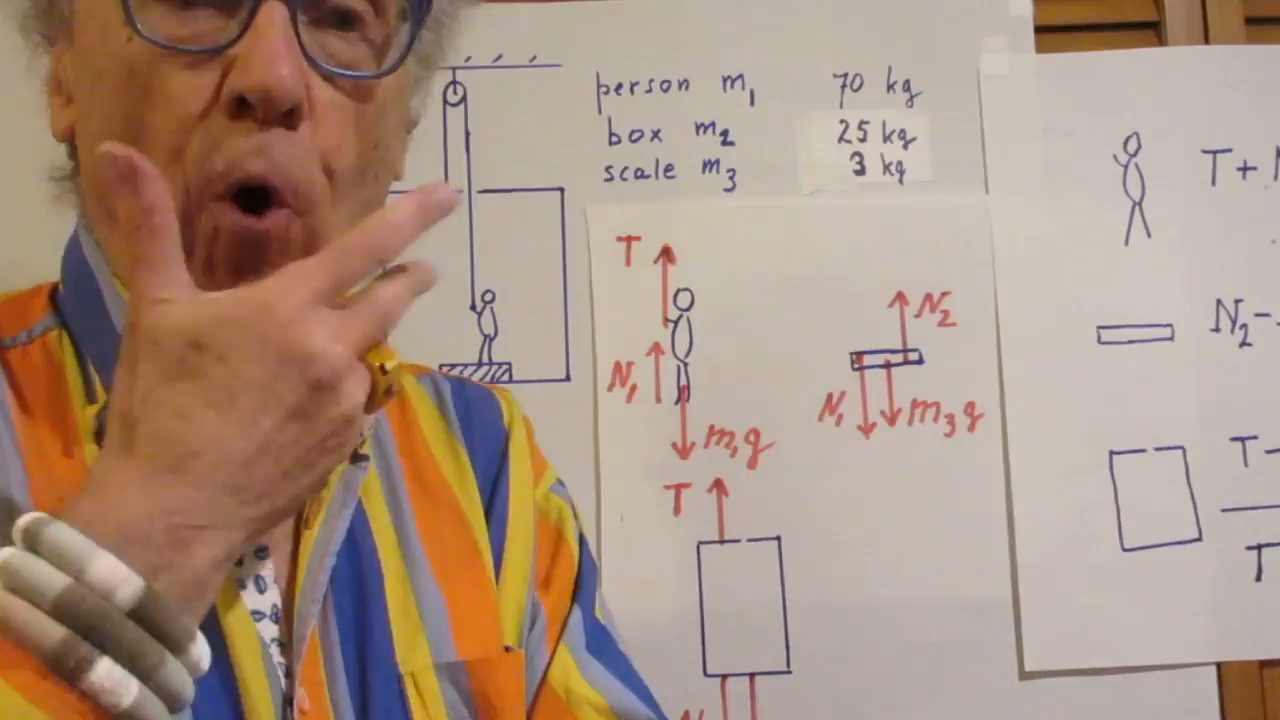 person m1 70 kg
box m2 25 kg
scale m3 3 kg
T
N1
m1g
N2
N1 m3g
T
T+
N2-
T-
T